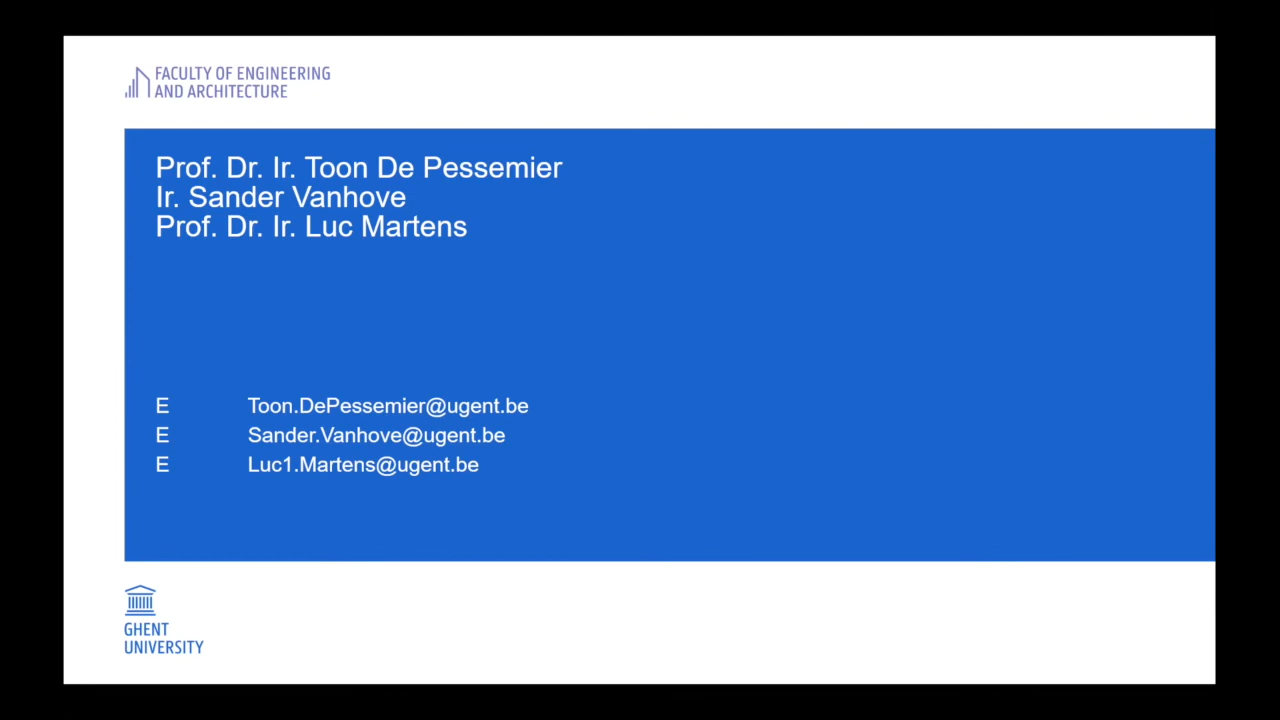 FACULTY OF ENGINEERING
AND ARCHITECTURE
Prof. Dr. Ir. Toon De Pessemier
Ir. Sander Vanhove
Prof. Dr. Ir. Luc Martens
E Toon.DePessemier@ugent.be
E Sander.Vanhove@ugent.be
E Luc1.Martens@ugent.be
GHENT
UNIVERSITY